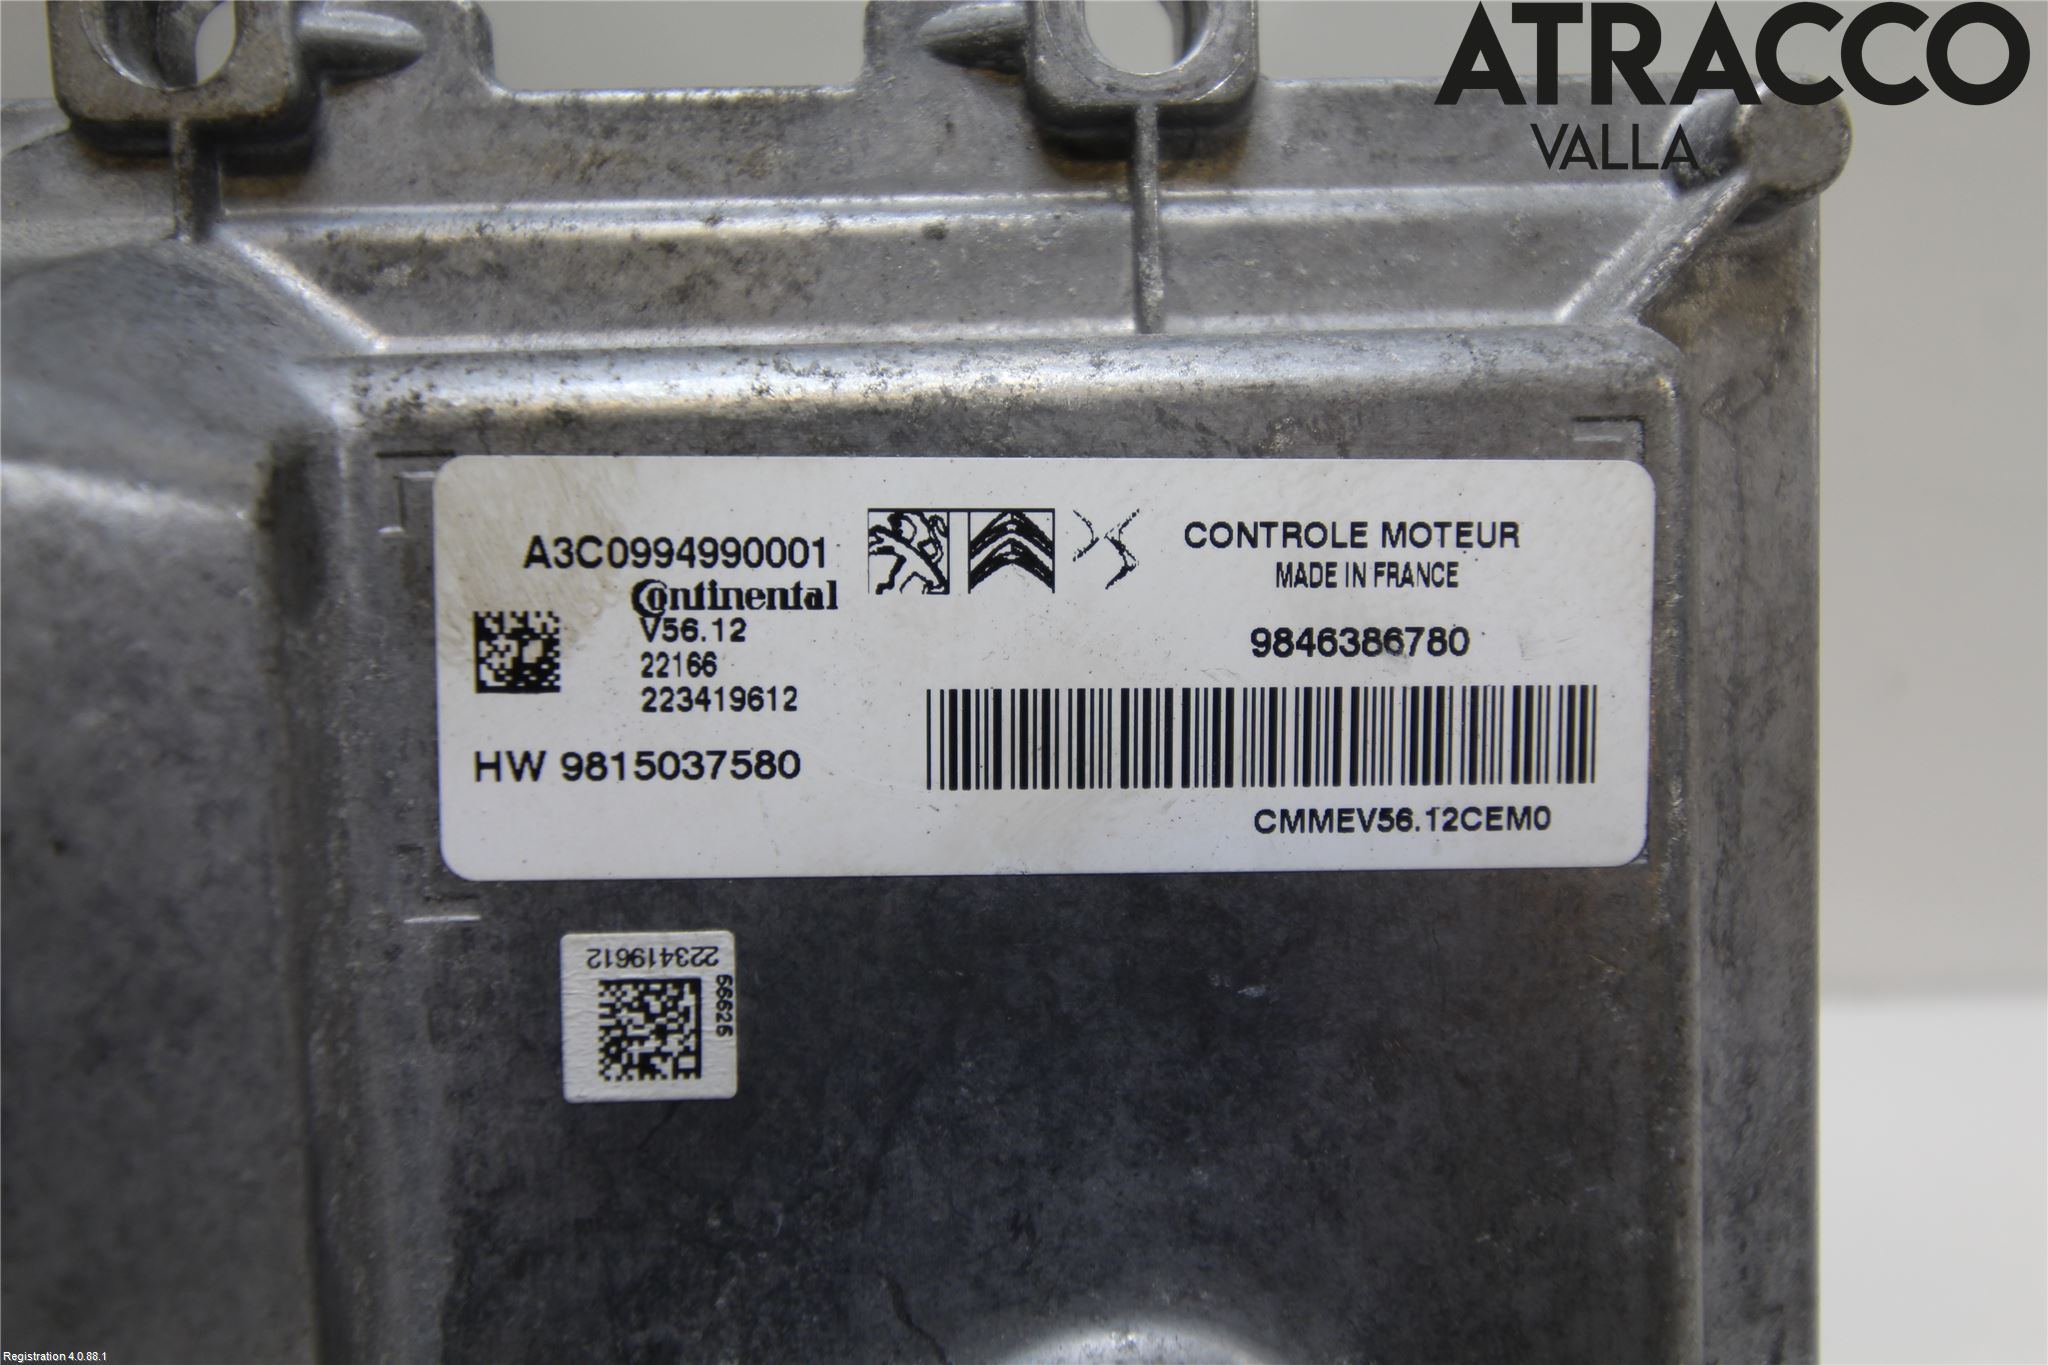 ATRACCO
VALLA
A3C0994990001
Continental
V56.12
22166
223419612
HW 9815037580
CONTROLE MOTEUR
MADE IN FRANCE
9846386780
CMMEV56.12CEM0
223419612
66626
Registration 4.0.88.1